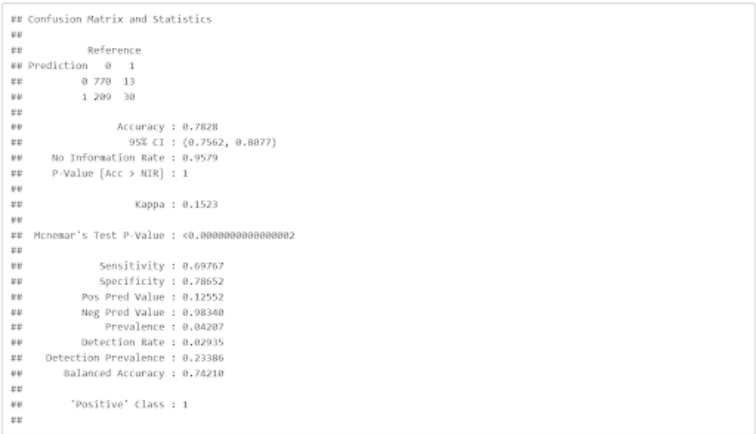 ## Confusion Matrix and Statistics
##
##           Reference
## Prediction   0   1
##          0 770  13
##          1 209  30
##
##                Accuracy : 0.7828
##                  95% CI : (0.7562, 0.8077)
##     No Information Rate : 0.9579
##     P-Value [Acc > NIR] : 1
##
##                   Kappa : 0.1523
##
##  Mcnemar's Test P-Value : <0.0000000000000002
##
##             Sensitivity : 0.69767
##             Specificity : 0.78652
##          Pos Pred Value : 0.12552
##          Neg Pred Value : 0.98340
##              Prevalence : 0.04207
##          Detection Rate : 0.02935
##    Detection Prevalence : 0.23386
##       Balanced Accuracy : 0.74210
##
##        'Positive' Class : 1
##